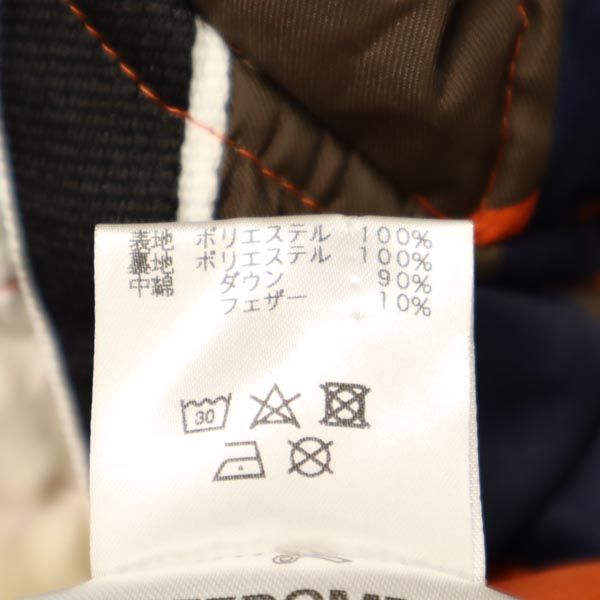 表地 ポリエステル 100%
裏地 ポリエステル 100%
中綿 ダウン 90%
フェザー 10%
30